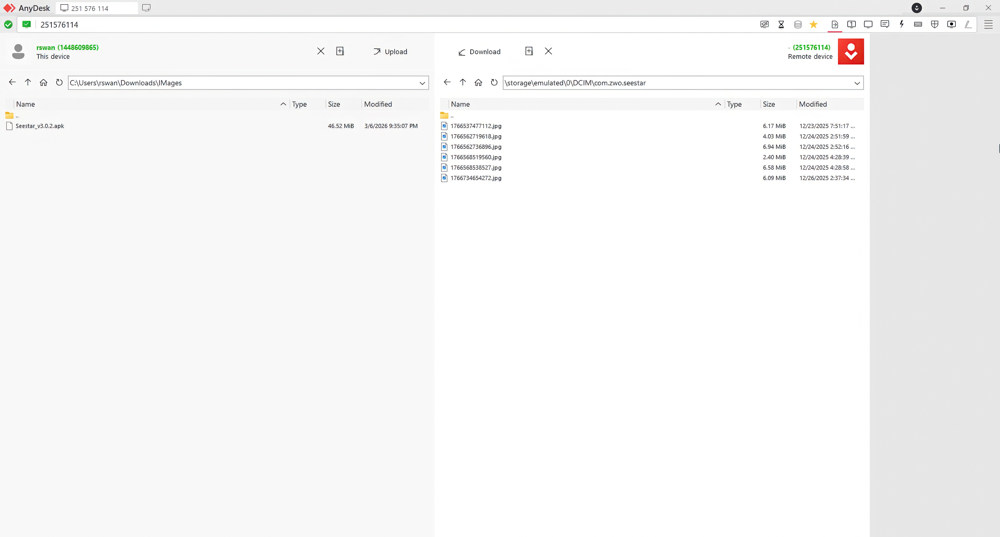 AnyDesk 251 576 114
251576114
rswan (1448609865)
This device
Upload
Download
- (251576114)
Remote device
C:\Users\rswan\Downloads\IMages
\storage\emulated\0\DCIM\com.zwo.seestar
Name Type Size Modified
..
Seestar_v3.0.2.apk 46.52 MiB 3/6/2026 9:35:07 PM
Name Type Size Modified
..
1766537477112.jpg 6.17 MiB 12/23/2025 7:51:17 ...
1766562719618.jpg 4.03 MiB 12/24/2025 2:51:59 ...
1766562736896.jpg 6.94 MiB 12/24/2025 2:52:16 ...
1766568519560.jpg 2.40 MiB 12/24/2025 4:28:39 ...
1766568538527.jpg 6.58 MiB 12/24/2025 4:28:58 ...
1766734654272.jpg 6.09 MiB 12/26/2025 2:37:34 ...